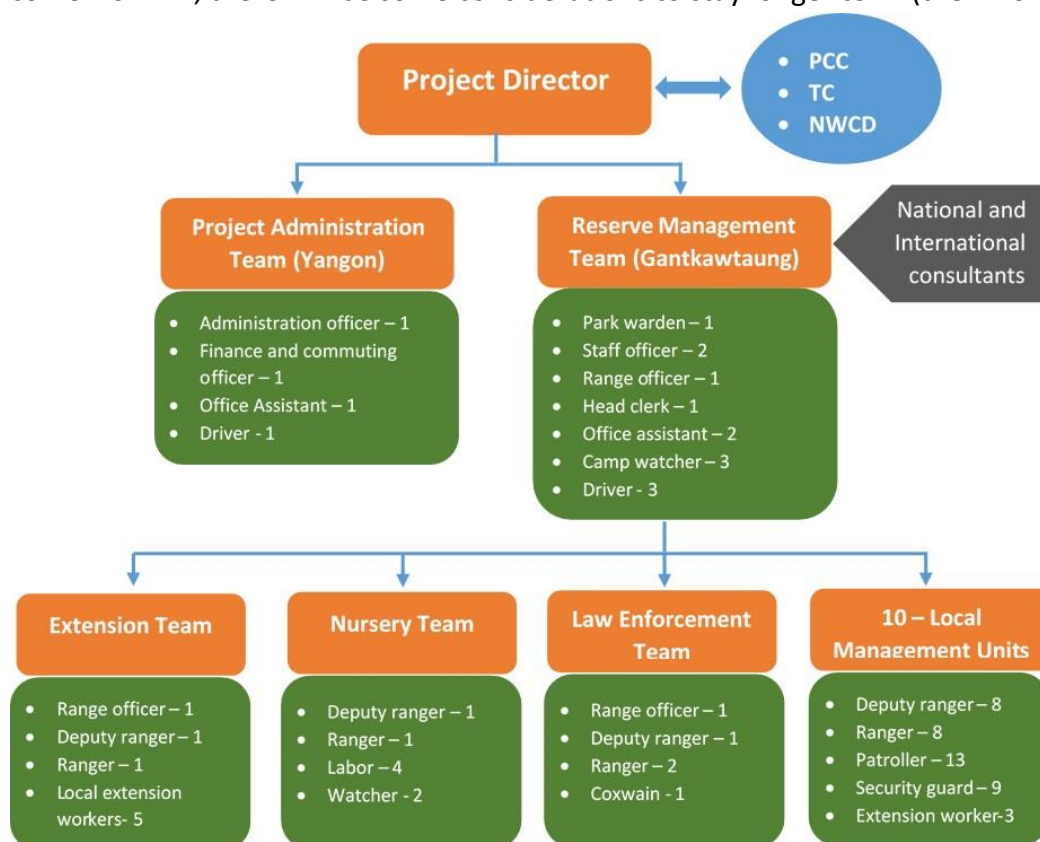 Project Director
• PCC
• TC
• NWCD
Project Administration
Team (Yangon)
Reserve Management
Team (Gantkawtaung)
National and
International
consultants
• Administration officer – 1
• Finance and commuting
officer – 1
• Office Assistant – 1
• Driver - 1
• Park warden – 1
• Staff officer – 2
• Range officer – 1
• Head clerk – 1
• Office assistant – 2
• Camp watcher – 3
• Driver - 3
Extension Team
Nursery Team
Law Enforcement
Team
10 – Local
Management Units
• Range officer – 1
• Deputy ranger – 1
• Ranger – 1
• Local extension
workers- 5
• Deputy ranger – 1
• Ranger – 1
• Labor – 4
• Watcher - 2
• Range officer – 1
• Deputy ranger – 1
• Ranger – 2
• Coxwain - 1
• Deputy ranger – 8
• Ranger – 8
• Patroller – 13
• Security guard – 9
• Extension worker-3